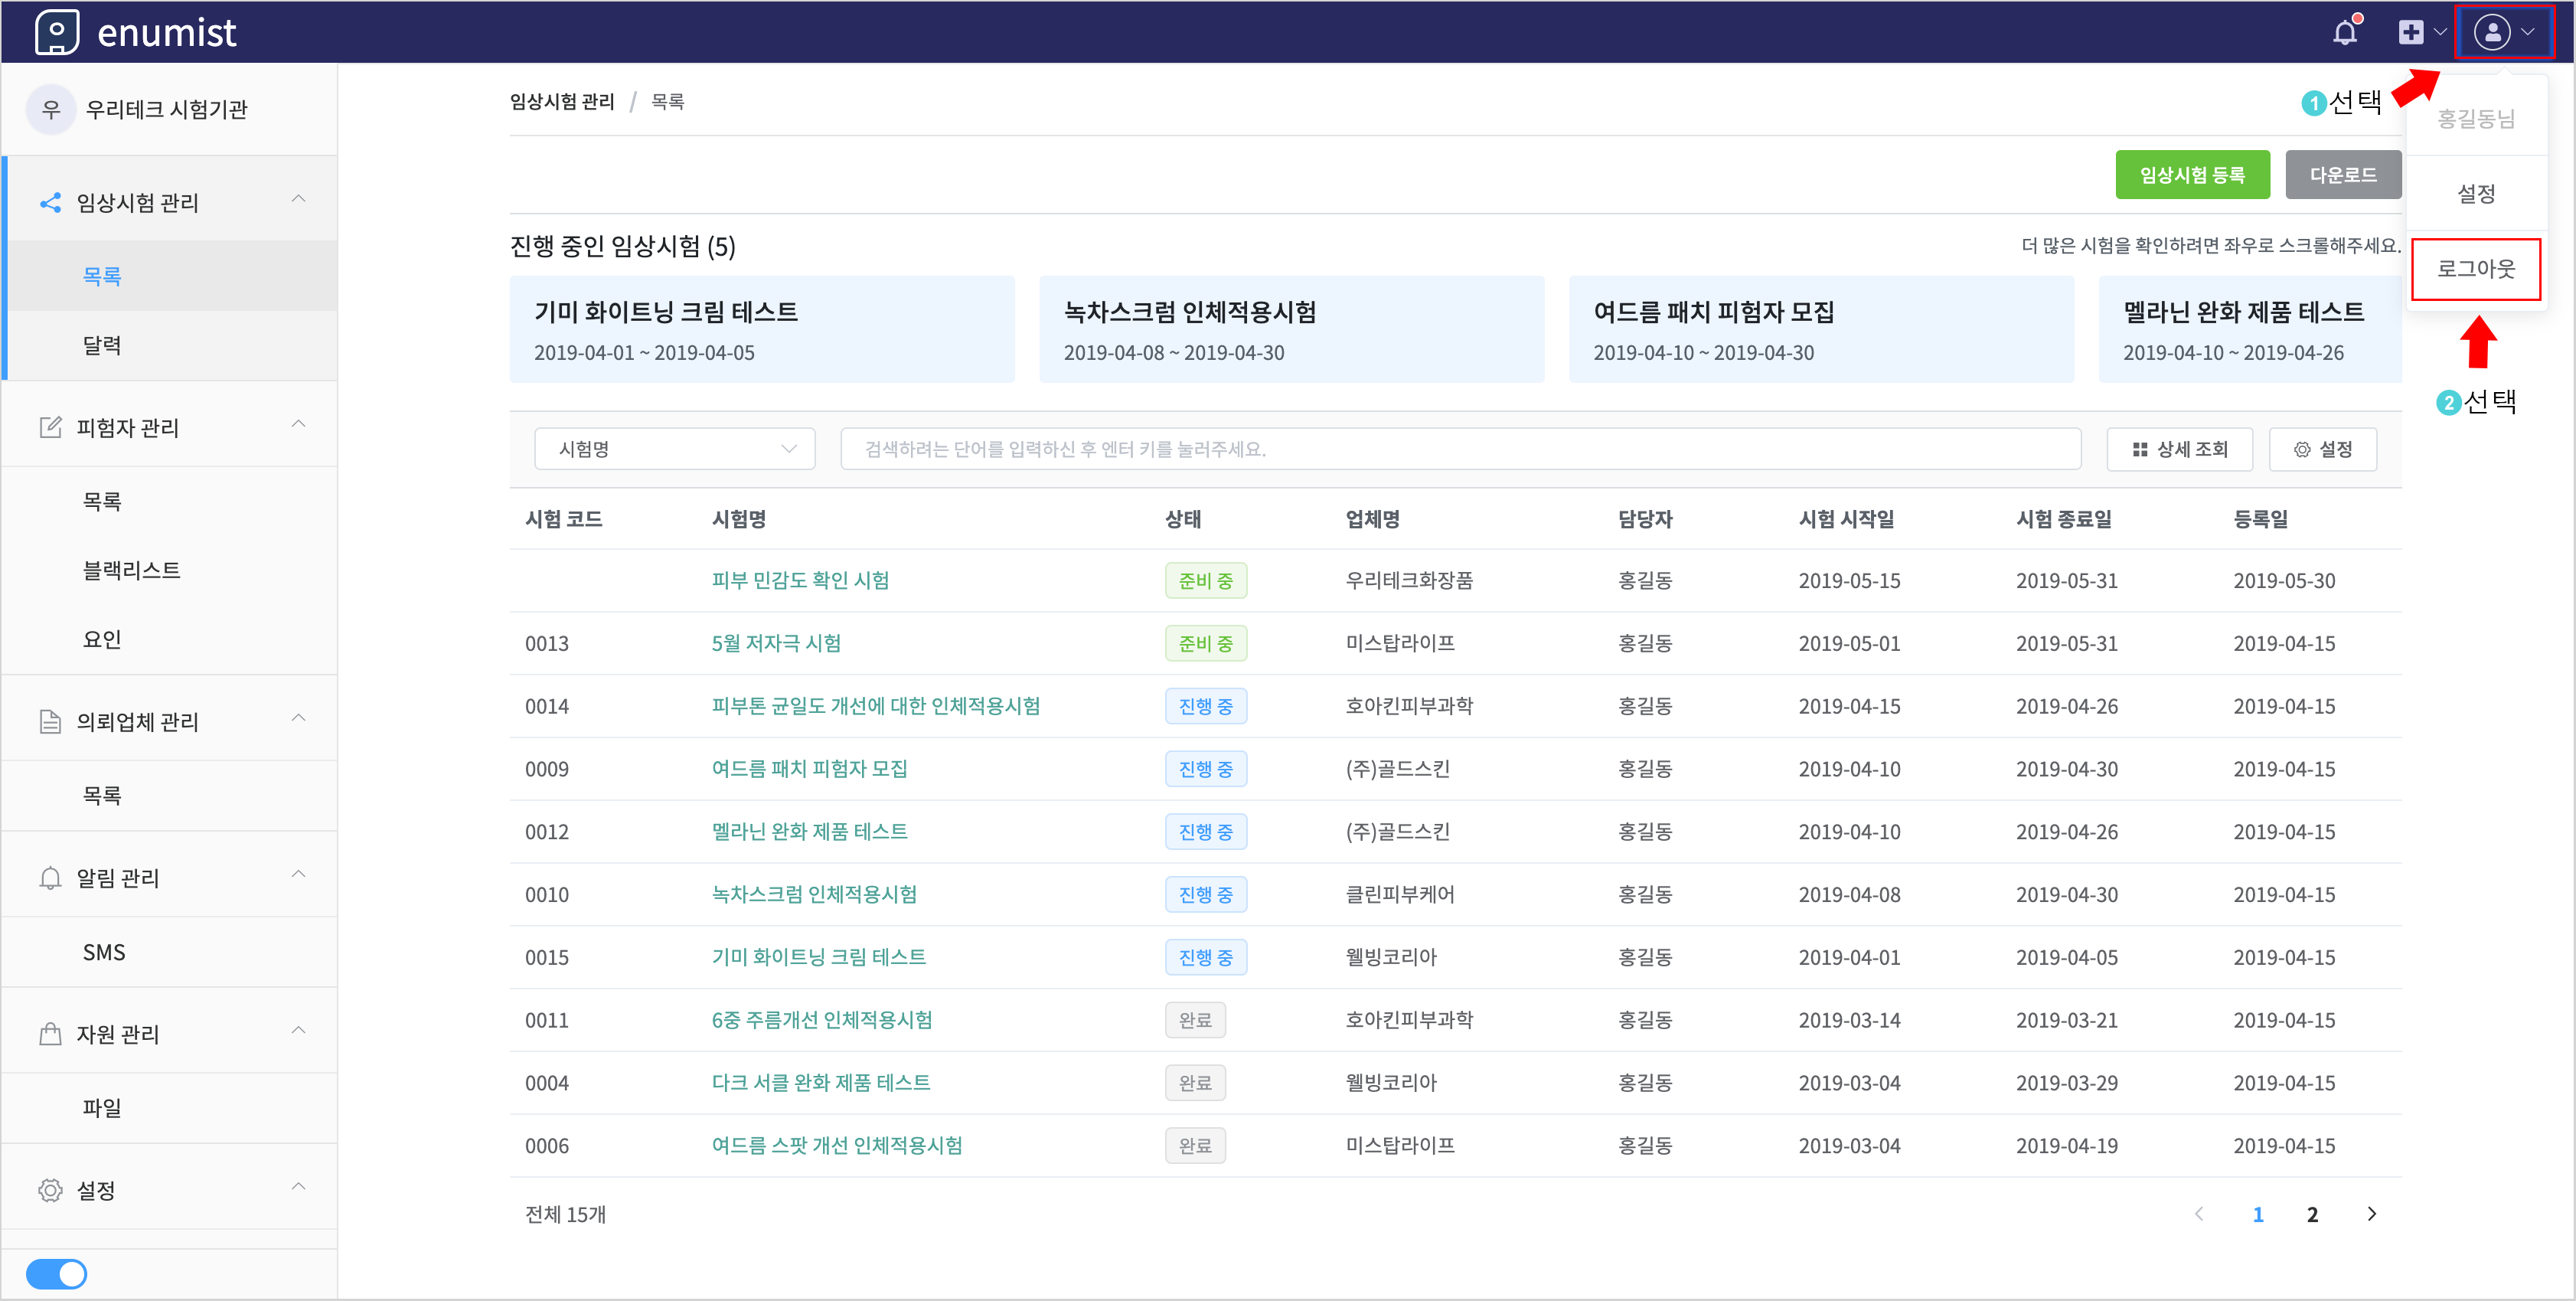 enumist
우 우리테크 시험기관
임상시험 관리
목록
달력
피험자 관리
목록
블랙리스트
요인
의뢰업체 관리
목록
알림 관리
SMS
자원 관리
파일
설정
임상시험 관리 / 목록
1 선택
홍길동님
설정
로그아웃
2 선택
임상시험 등록 다운로드
진행 중인 임상시험 (5) 더 많은 시험을 확인하려면 좌우로 스크롤해주세요.
기미 화이트닝 크림 테스트
2019-04-01 ~ 2019-04-05
녹차스크럼 인체적용시험
2019-04-08 ~ 2019-04-30
여드름 패치 피험자 모집
2019-04-10 ~ 2019-04-30
멜라닌 완화 제품 테스트
2019-04-10 ~ 2019-04-26
시험명 검색하려는 단어를 입력하신 후 엔터 키를 눌러주세요. 상세 조회 설정
시험 코드 시험명 상태 업체명 담당자 시험 시작일 시험 종료일 등록일
피부 민감도 확인 시험 준비 중 우리테크화장품 홍길동 2019-05-15 2019-05-31 2019-05-30
0013 5월 저자극 시험 준비 중 미스탑라이프 홍길동 2019-05-01 2019-05-31 2019-04-15
0014 피부톤 균일도 개선에 대한 인체적용시험 진행 중 호아킨피부과학 홍길동 2019-04-15 2019-04-26 2019-04-15
0009 여드름 패치 피험자 모집 진행 중 (주)골드스킨 홍길동 2019-04-10 2019-04-30 2019-04-15
0012 멜라닌 완화 제품 테스트 진행 중 (주)골드스킨 홍길동 2019-04-10 2019-04-26 2019-04-15
0010 녹차스크럼 인체적용시험 진행 중 클린피부케어 홍길동 2019-04-08 2019-04-30 2019-04-15
0015 기미 화이트닝 크림 테스트 진행 중 웰빙코리아 홍길동 2019-04-01 2019-04-05 2019-04-15
0011 6중 주름개선 인체적용시험 완료 호아킨피부과학 홍길동 2019-03-14 2019-03-21 2019-04-15
0004 다크 서클 완화 제품 테스트 완료 웰빙코리아 홍길동 2019-03-04 2019-03-29 2019-04-15
0006 여드름 스팟 개선 인체적용시험 완료 미스탑라이프 홍길동 2019-03-04 2019-04-19 2019-04-15
전체 15개 1 2